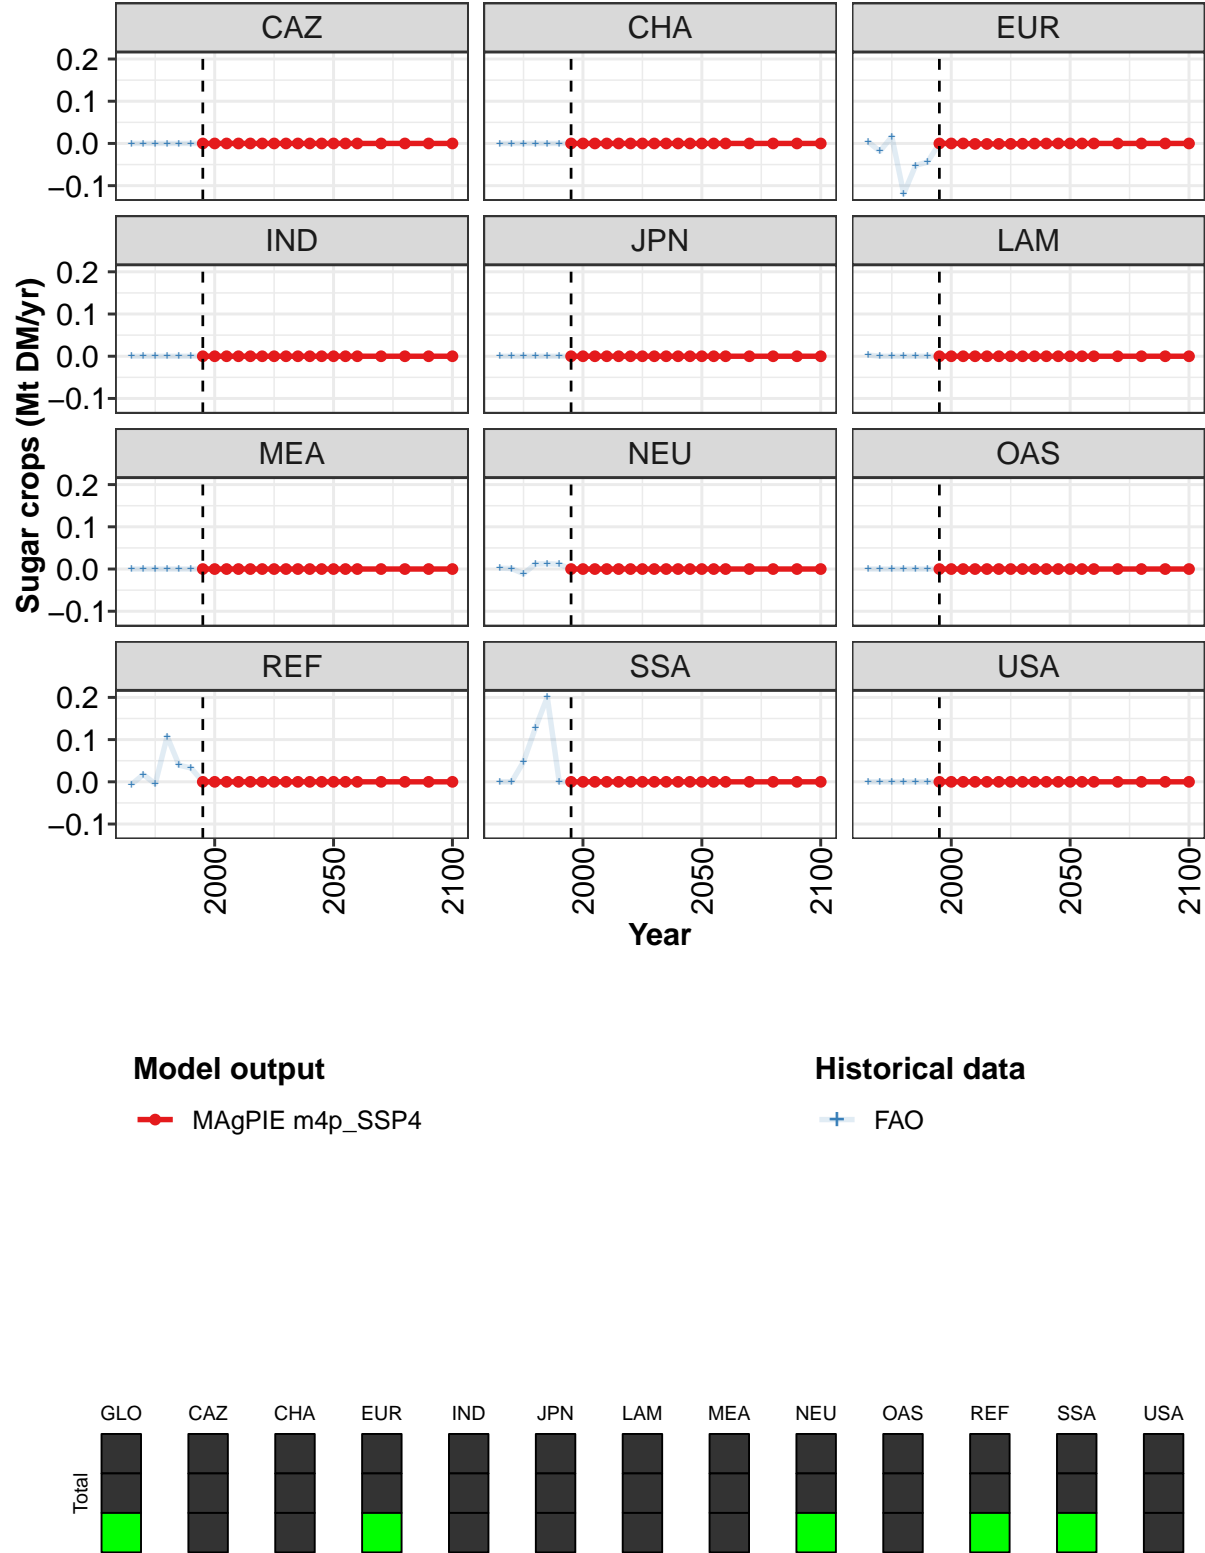 CAZ CHA EUR
0.2
0.1
0.0
−0.1
IND JPN LAM
0.2
0.1
0.0
−0.1
MEA NEU OAS
0.2
0.1
0.0
−0.1
REF SSA USA
0.2
0.1
0.0
−0.1
Sugar crops (Mt DM/yr)
2000 2050 2100 2000 2050 2100 2000 2050 2100
Year
Model output Historical data
MAgPIE m4p_SSP4 FAO
GLO CAZ CHA EUR IND JPN LAM MEA NEU OAS REF SSA USA
Total